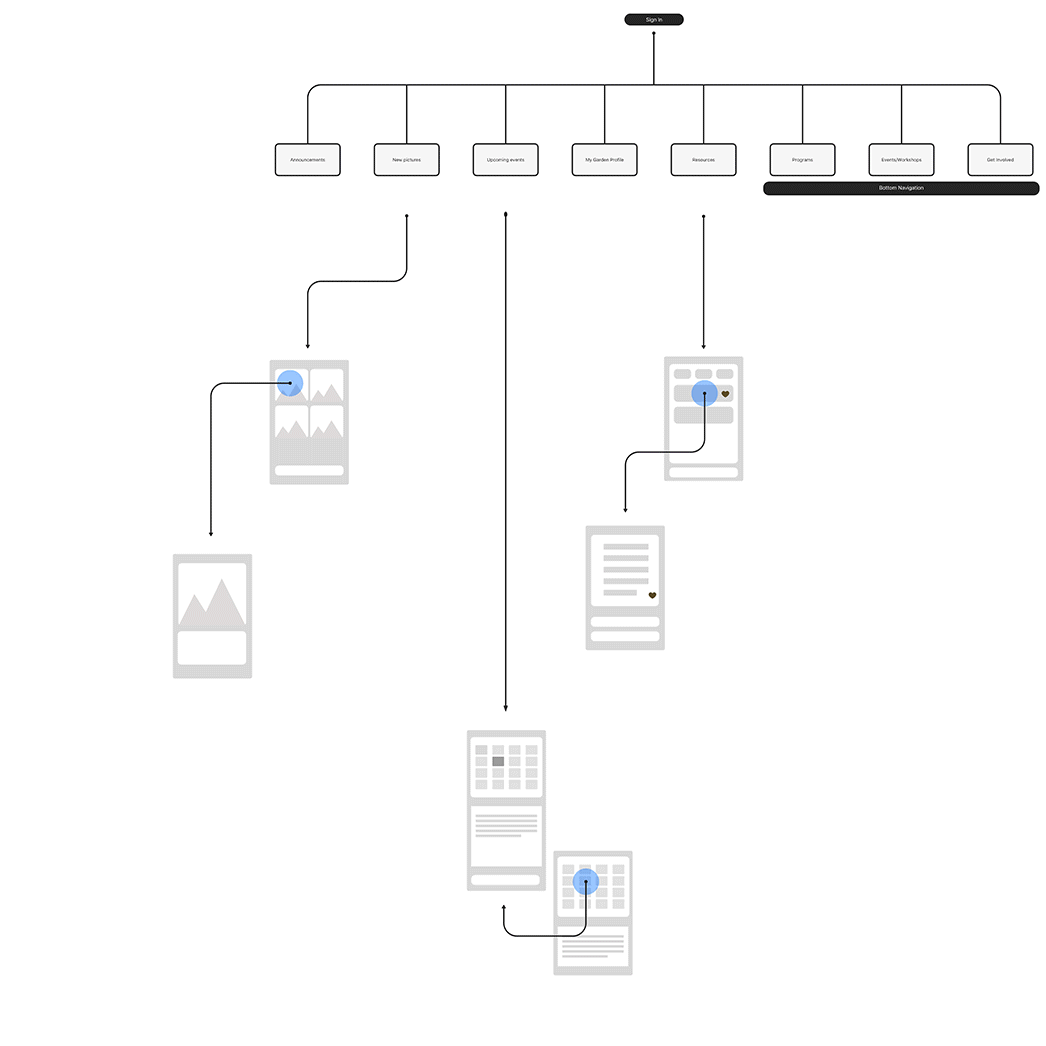 Sign In
Announcements
New pictures
Upcoming events
My Garden Profile
Resources
Programs
Events/Workshops
Get Involved
Bottom Navigation